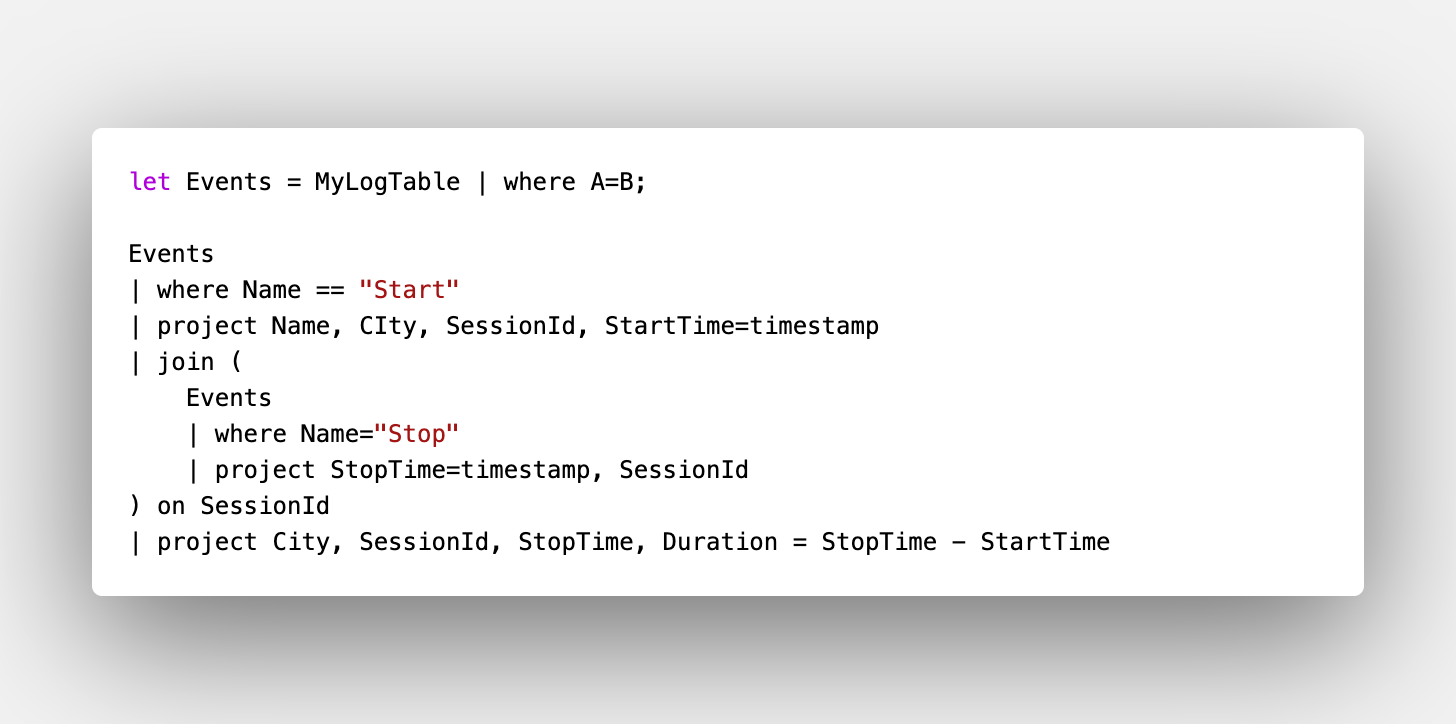 let Events = MyLogTable | where A=B;

Events
| where Name == "Start"
| project Name, CIty, SessionId, StartTime=timestamp
| join (
    Events
    | where Name="Stop"
    | project StopTime=timestamp, SessionId
) on SessionId
| project City, SessionId, StopTime, Duration = StopTime - StartTime